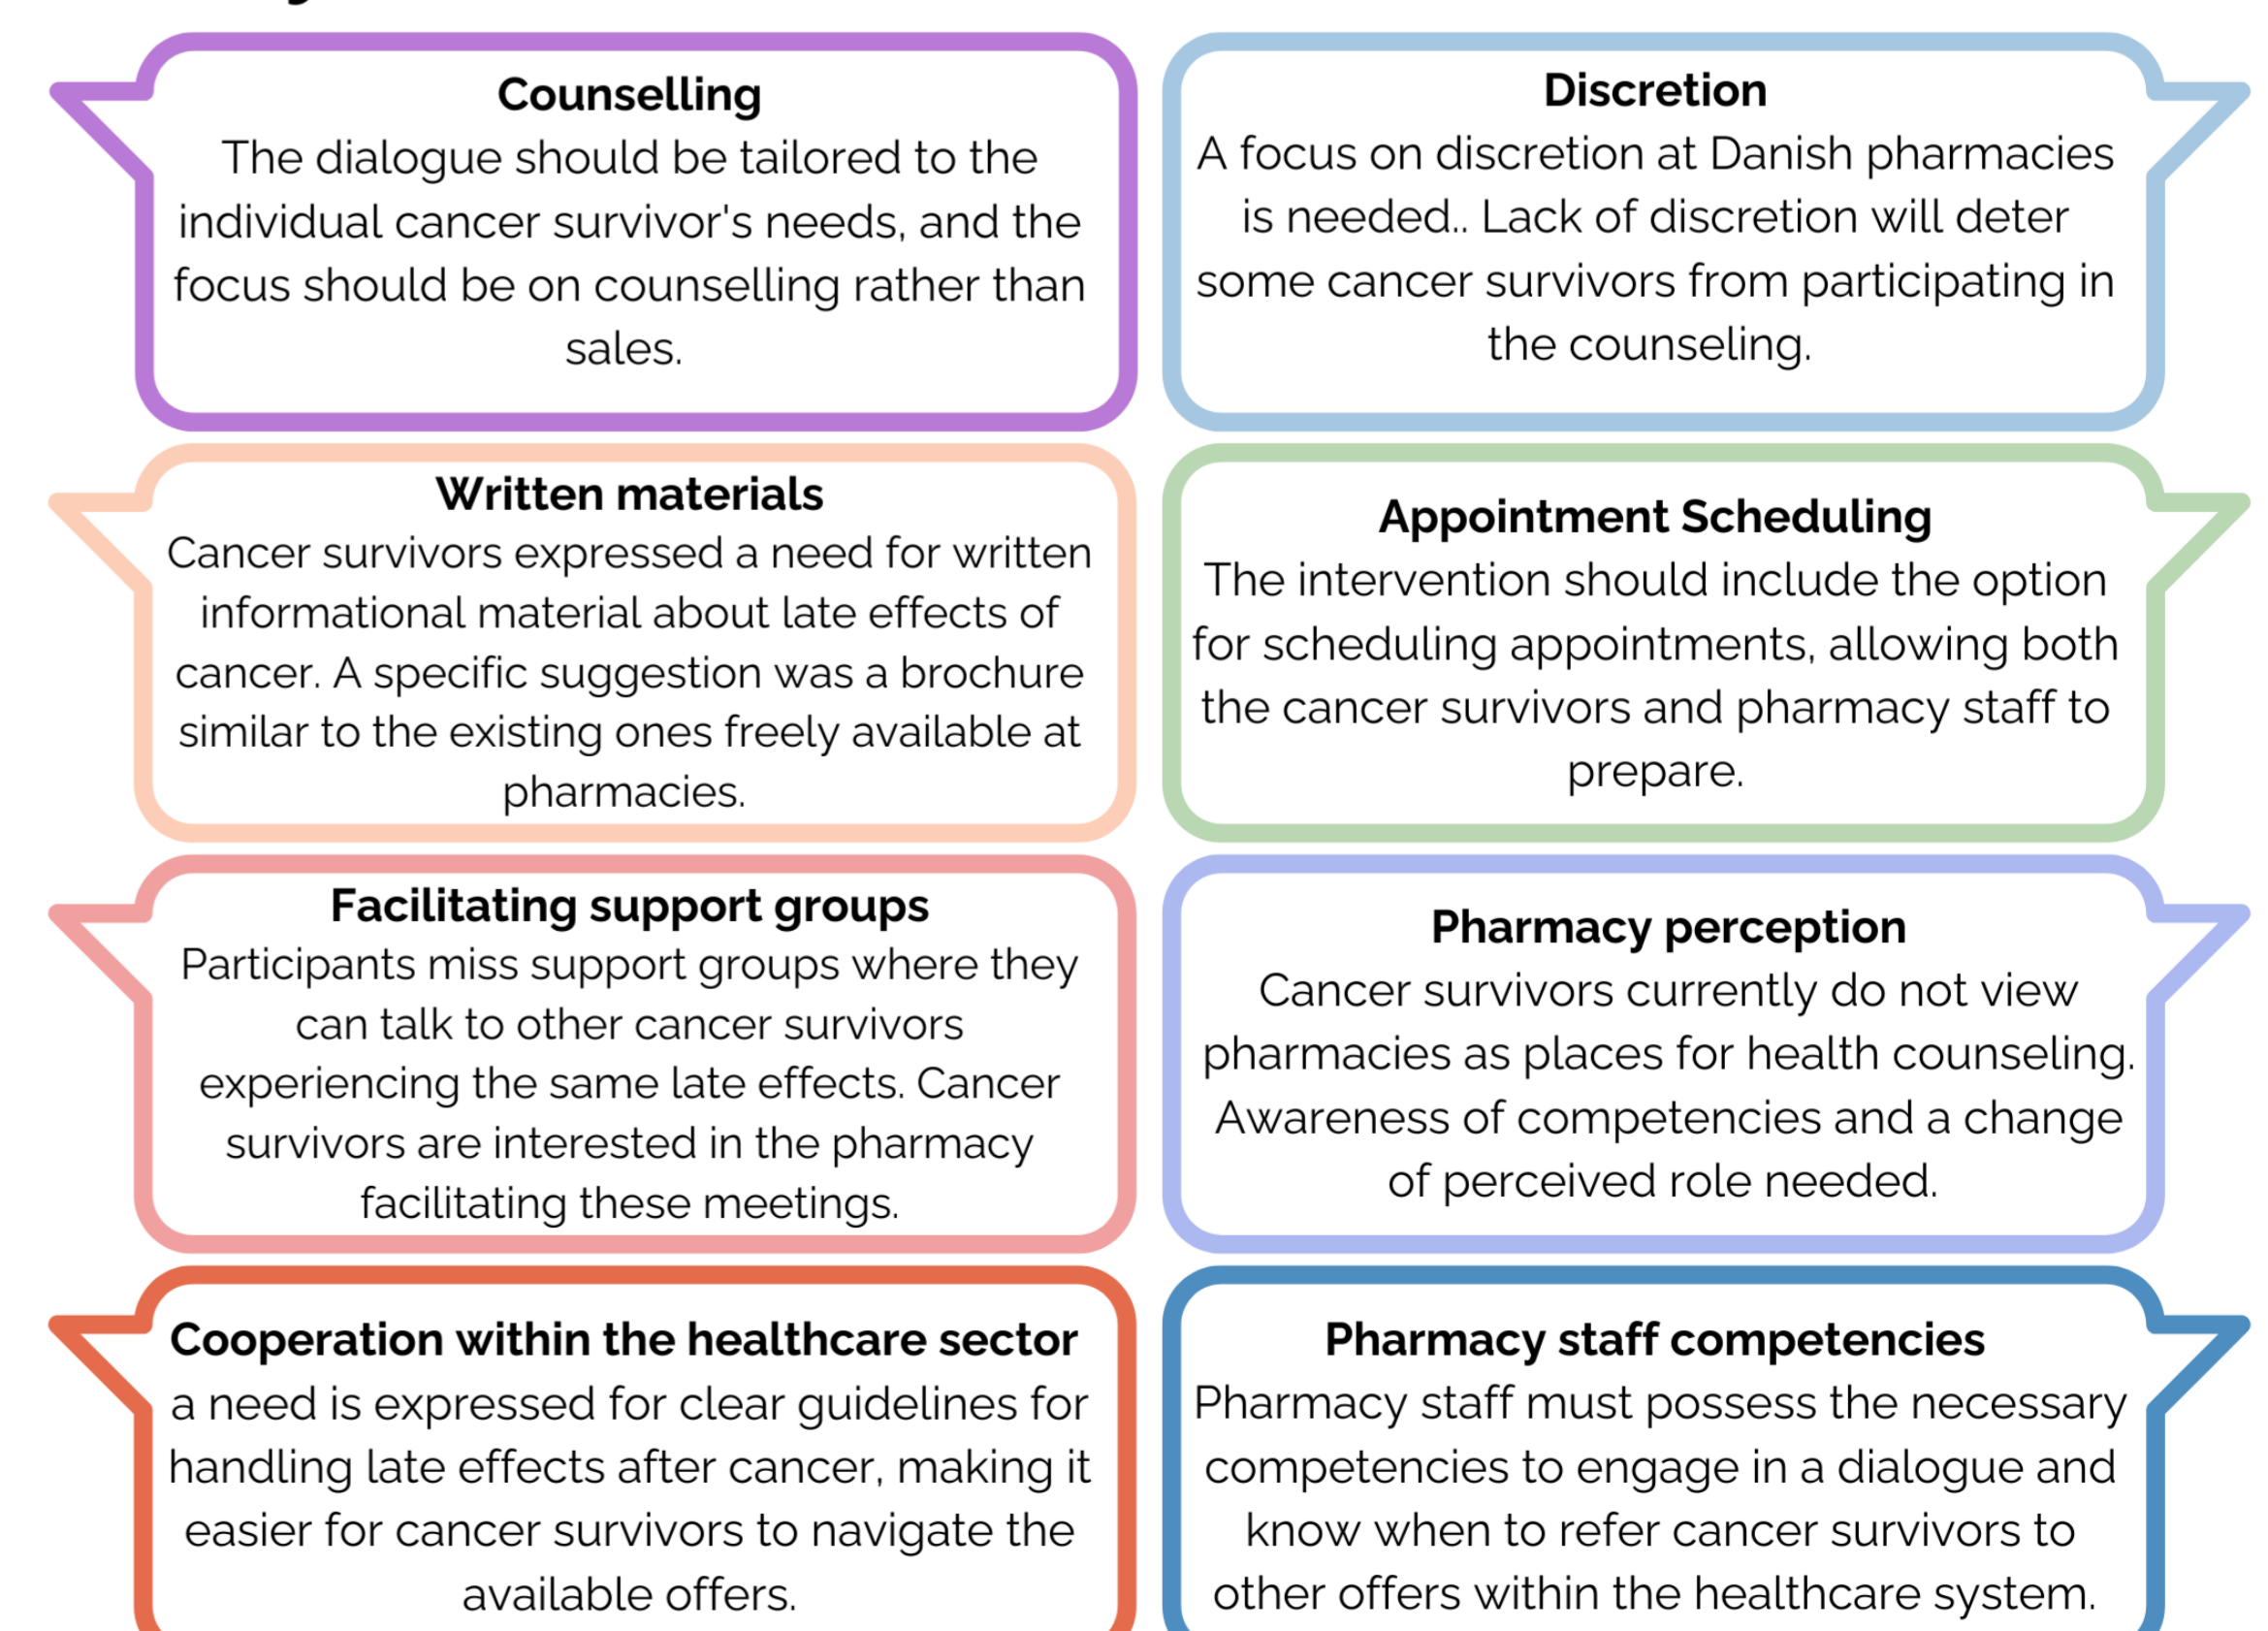 Counselling
The dialogue should be tailored to the
individual cancer survivor's needs, and the
focus should be on counselling rather than
sales.
Discretion
A focus on discretion at Danish pharmacies
is needed.. Lack of discretion will deter
some cancer survivors from participating in
the counseling.
Written materials
Cancer survivors expressed a need for written
informational material about late effects of
cancer. A specific suggestion was a brochure
similar to the existing ones freely available at
pharmacies.
Appointment Scheduling
The intervention should include the option
for scheduling appointments, allowing both
the cancer survivors and pharmacy staff to
prepare.
Facilitating support groups
Participants miss support groups where they
can talk to other cancer survivors
experiencing the same late effects. Cancer
survivors are interested in the pharmacy
facilitating these meetings.
Pharmacy perception
Cancer survivors currently do not view
pharmacies as places for health counseling.
Awareness of competencies and a change
of perceived role needed.
Cooperation within the healthcare sector
a need is expressed for clear guidelines for
handling late effects after cancer, making it
easier for cancer survivors to navigate the
available offers.
Pharmacy staff competencies
Pharmacy staff must possess the necessary
competencies to engage in a dialogue and
know when to refer cancer survivors to
other offers within the healthcare system.